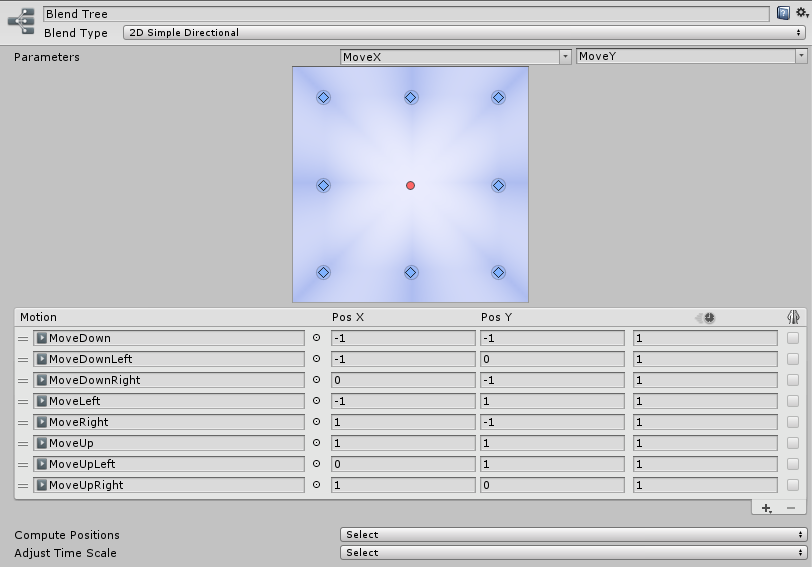 Blend Tree
Blend Type 2D Simple Directional
Parameters MoveX MoveY
Motion Pos X Pos Y
MoveDown -1 -1 1
MoveDownLeft -1 0 1
MoveDownRight 0 -1 1
MoveLeft -1 1 1
MoveRight 1 -1 1
MoveUp 1 1 1
MoveUpLeft 0 1 1
MoveUpRight 1 0 1
Compute Positions Select
Adjust Time Scale Select